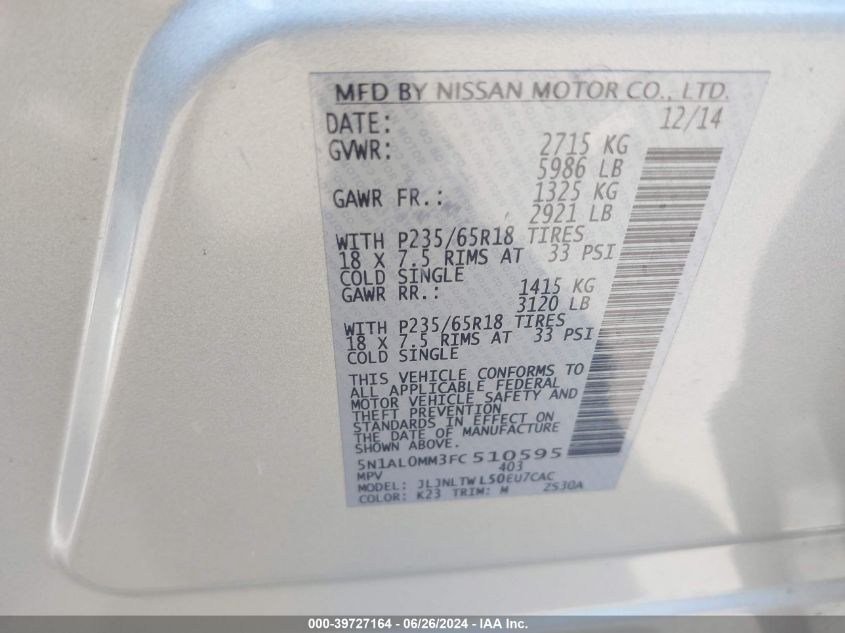 MFD BY NISSAN MOTOR CO., LTD.
DATE: 12/14
GVWR: 2715 KG
5986 LB
GAWR FR.: 1325 KG
2921 LB
WITH P235/65R18 TIRES
18 X 7.5 RIMS AT 33 PSI
COLD SINGLE
GAWR RR.: 1415 KG
3120 LB
WITH P235/65R18 TIRES
18 X 7.5 RIMS AT 33 PSI
COLD SINGLE
THIS VEHICLE CONFORMS TO
ALL APPLICABLE FEDERAL
MOTOR VEHICLE SAFETY AND
THEFT PREVENTION
STANDARDS IN EFFECT ON
THE DATE OF MANUFACTURE
SHOWN ABOVE.
5N1AL0MM3FC510595
MPV 403
MODEL: JLJNLTWL50EU7CAC
COLOR: K23 TRIM: M 2S30A
000-39727164 - 06/26/2024 - IAA Holdings, LLC.